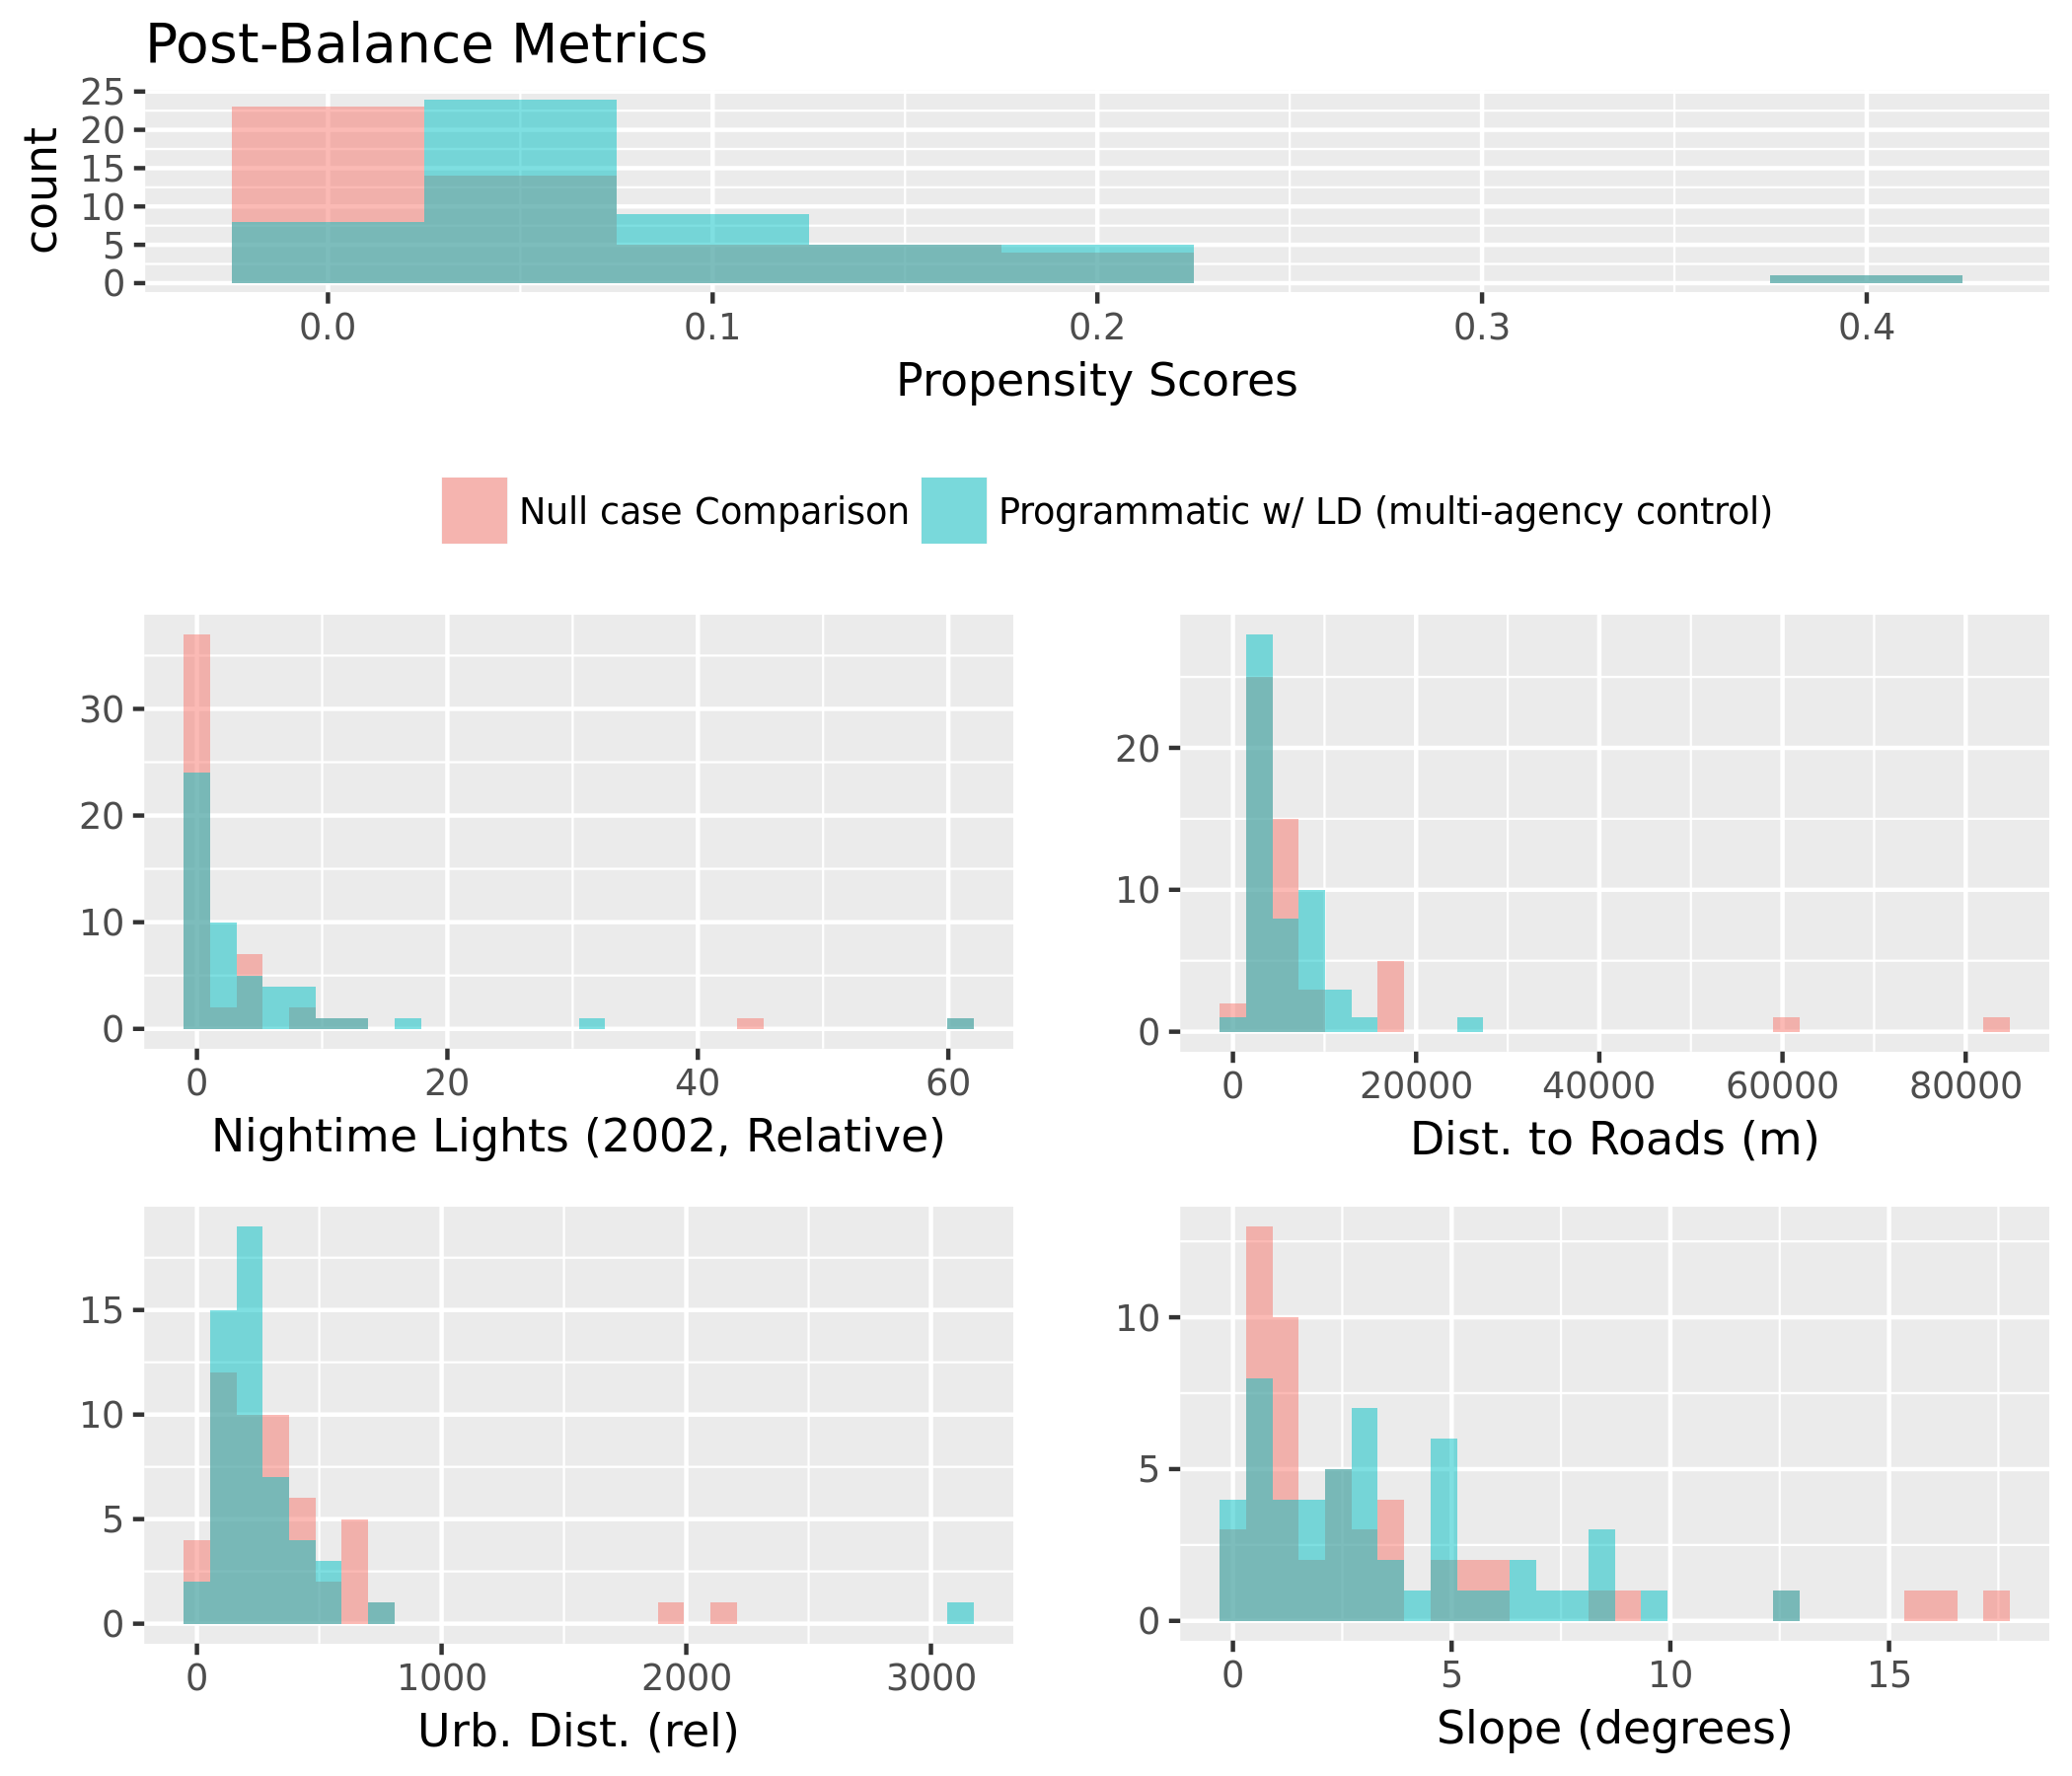 Post-Balance Metrics
25
20
15
10
5
0
count
0.0 0.1 0.2 0.3 0.4
Propensity Scores
Null case Comparison Programmatic w/ LD (multi-agency control)
30
20
10
0
0 20 40 60
Nightime Lights (2002, Relative)
20
10
0
0 20000 40000 60000 80000
Dist. to Roads (m)
15
10
5
0
0 1000 2000 3000
Urb. Dist. (rel)
10
5
0
0 5 10 15
Slope (degrees)